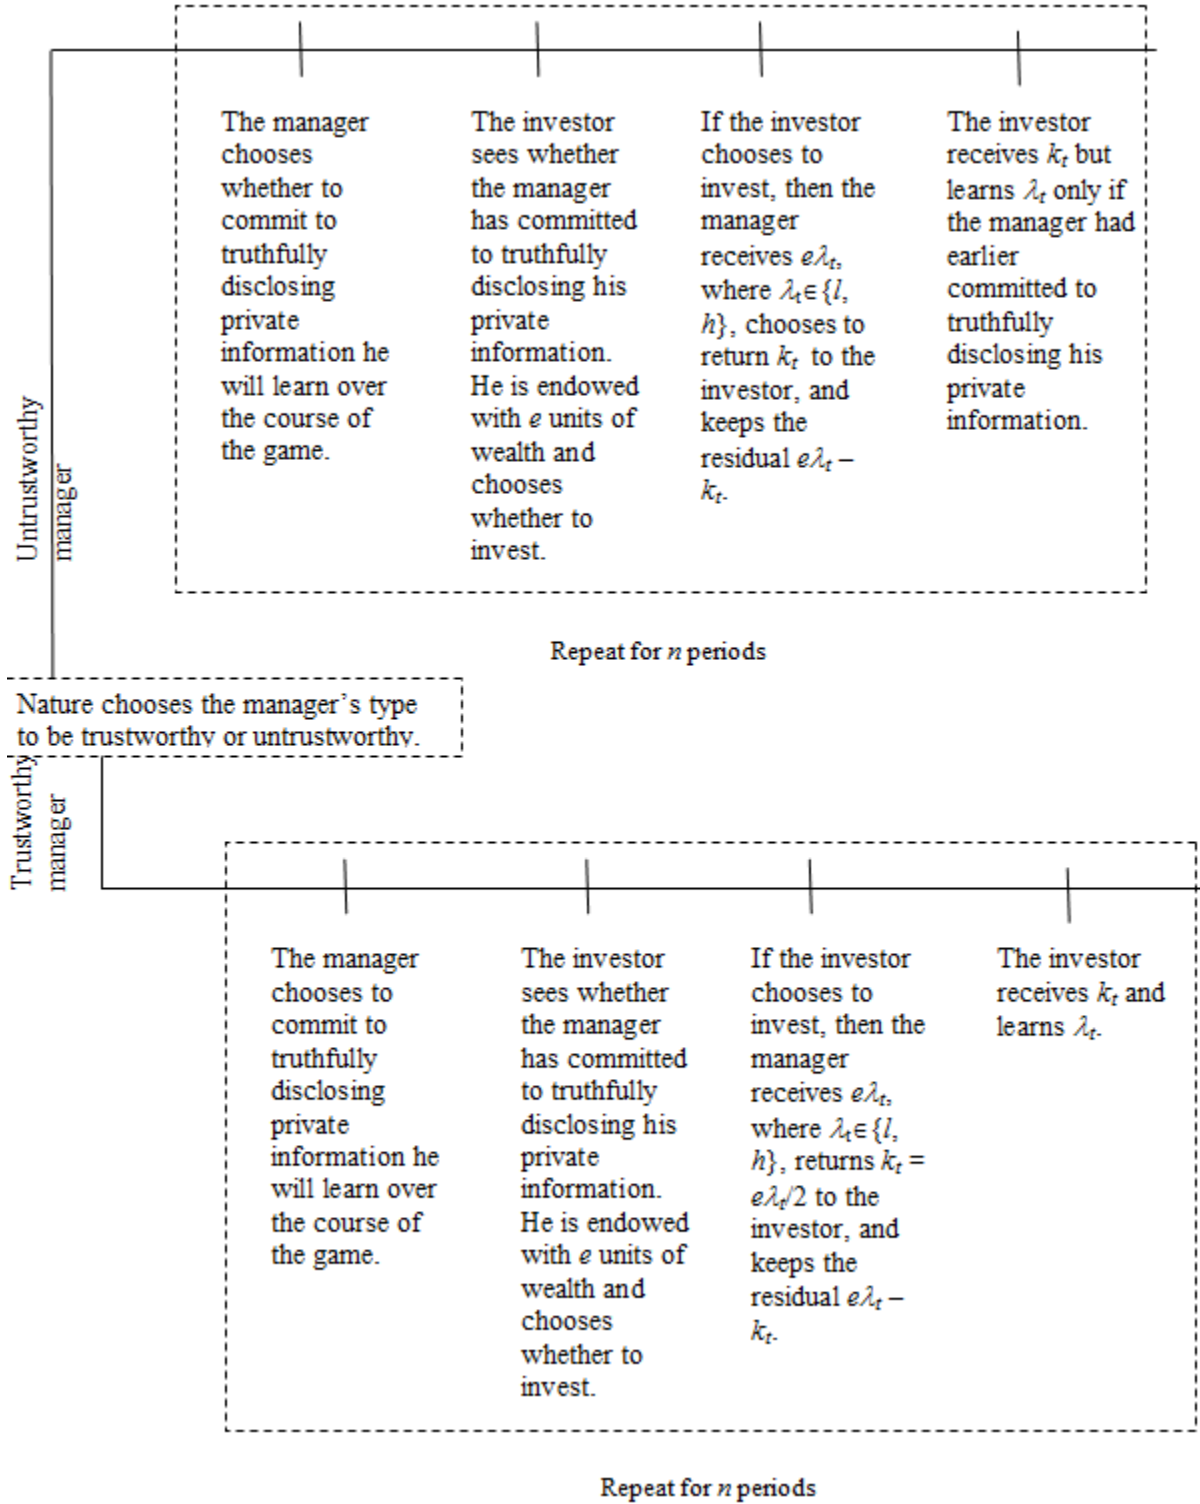 The manager
chooses
whether to
commit to
truthfully
disclosing
private
information he
will learn over
the course of
the game.
The investor
sees whether
the manager
has committed
to truthfully
disclosing his
private
information.
He is endowed
with e units of
wealth and
chooses
whether to
invest.
If the investor
chooses to
invest, then the
manager
receives eλt,
where λt∈{l,
h}, chooses to
return kt to the
investor, and
keeps the
residual eλt –
kt.
The investor
receives kt but
learns λt only if
the manager had
earlier
committed to
truthfully
disclosing his
private
information.
Untrustworthy
manager
Repeat for n periods
Nature chooses the manager’s type
to be trustworthy or untrustworthy.
Trustworthy
manager
The manager
chooses to
commit to
truthfully
disclosing
private
information he
will learn over
the course of
the game.
The investor
sees whether
the manager
has committed
to truthfully
disclosing his
private
information.
He is endowed
with e units of
wealth and
chooses
whether to
invest.
If the investor
chooses to
invest, then the
manager
receives eλt,
where λt∈{l,
h}, returns kt =
eλt/2 to the
investor, and
keeps the
residual eλt –
kt.
The investor
receives kt and
learns λt.
Repeat for n periods